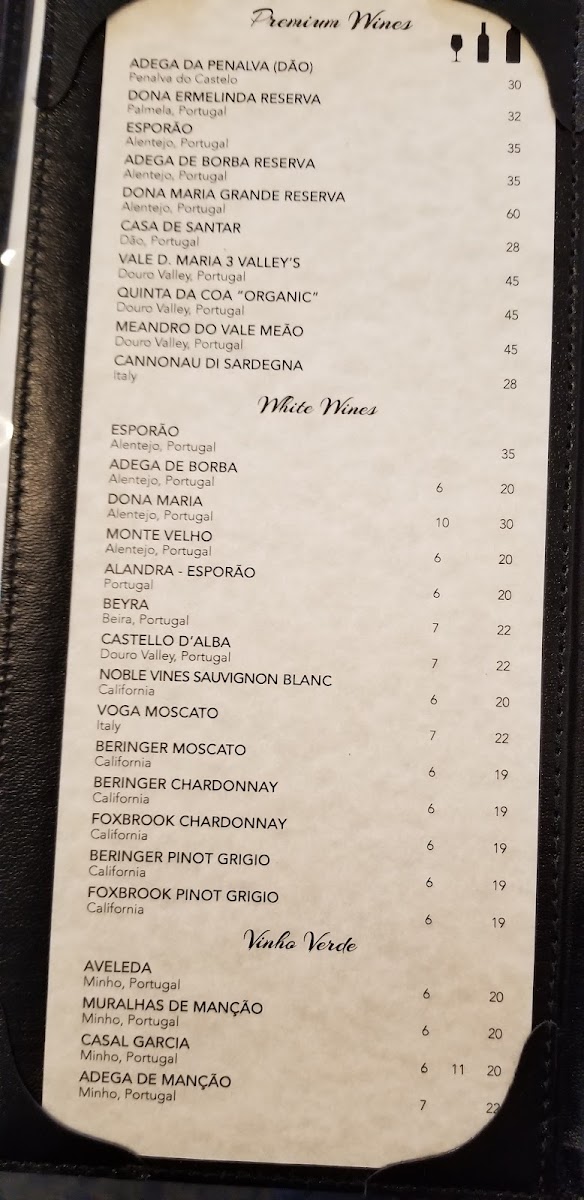 Premium Wines
ADEGA DA PENALVA (DÃO)
Penalva do Castelo 30
DONA ERMELINDA RESERVA
Palmela, Portugal 32
ESPORÃO
Alentejo, Portugal 35
ADEGA DE BORBA RESERVA
Alentejo, Portugal 35
DONA MARIA GRANDE RESERVA
Alentejo, Portugal 60
CASA DE SANTAR
Dão, Portugal 28
VALE D. MARIA 3 VALLEY'S
Douro Valley, Portugal 45
QUINTA DA COA "ORGANIC"
Douro Valley, Portugal 45
MEANDRO DO VALE MEÃO
Douro Valley, Portugal 45
CANNONAU DI SARDEGNA
Italy 28
White Wines
ESPORÃO
Alentejo, Portugal 35
ADEGA DE BORBA
Alentejo, Portugal 6 20
DONA MARIA
Alentejo, Portugal 10 30
MONTE VELHO
Alentejo, Portugal 6 20
ALANDRA - ESPORÃO
Portugal 6 20
BEYRA
Beira, Portugal 7 22
CASTELLO D'ALBA
Douro Valley, Portugal 7 22
NOBLE VINES SAUVIGNON BLANC
California 6 20
VOGA MOSCATO
Italy 7 22
BERINGER MOSCATO
California 6 19
BERINGER CHARDONNAY
California 6 19
FOXBROOK CHARDONNAY
California 6 19
BERINGER PINOT GRIGIO
California 6 19
FOXBROOK PINOT GRIGIO
California 6 19
Vinho Verde
AVELEDA
Minho, Portugal 6 20
MURALHAS DE MANÇÃO
Minho, Portugal 6 20
CASAL GARCIA
Minho, Portugal 6 11 20
ADEGA DE MANÇÃO
Minho, Portugal 7 22